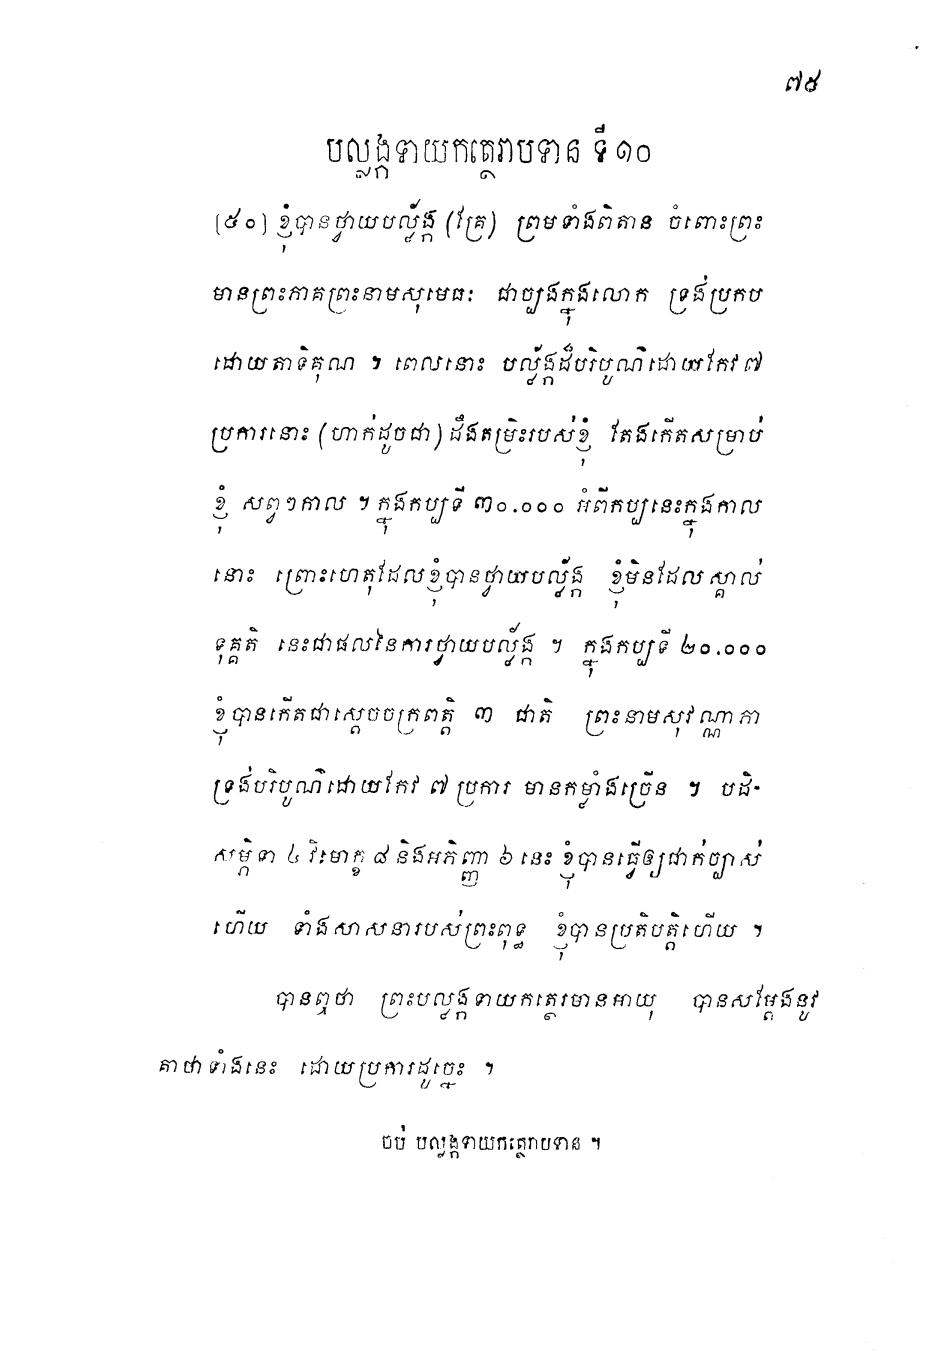 ៧៥
បល្លង្កទាយកត្ថេរាបទាន ទី ១០
[៥០] ខ្ញុំបានថ្វាយបល្ល័ង្ក (គ្រែ) ព្រមទាំងពិតាន ចំពោះព្រះ
មានព្រះភាគព្រះនាមសុមេធៈ ជាច្បងក្នុងលោក ទ្រង់ប្រកប
ដោយតាទិគុណ ។ ពេលនោះ បល្ល័ង្កដ៏បរិបូណ៌ដោយកែវ ៧
ប្រការនោះ (ហាក់ដូចជា) ដឹងតម្រិះរបស់ខ្ញុំ តែងកើតសម្រាប់
ខ្ញុំ សព្វៗកាល ។ ក្នុងកប្បទី ៣០.០០០ អំពីកប្បនេះក្នុងកាល
នោះ ព្រោះហេតុដែលខ្ញុំបានថ្វាយបល្ល័ង្ក ខ្ញុំមិនដែលស្គាល់
ទុគ្គតិ នេះជាផលនៃការថ្វាយបល្ល័ង្ក ។ ក្នុងកប្បទី ២០.០០០
ខ្ញុំបានកើតជាស្តេចចក្រពត្តិ ៣ ជាតិ ព្រះនាមសុវណ្ណាភា
ទ្រង់បរិបូណ៌ដោយកែវ ៧ ប្រការ មានកម្លាំងច្រើន ។ បដិ-
សម្ភិទា ៤ វិមោក្ខ ៨ និងអភិញ្ញា ៦ នេះ ខ្ញុំបានធ្វើឲ្យជាក់ច្បាស់
ហើយ ទាំងសាសនារបស់ព្រះពុទ្ធ ខ្ញុំបានប្រតិបត្តិហើយ ។
បានឮថា ព្រះបល្លង្កទាយកត្ថេរមានអាយុ បានសម្តែងនូវ
គាថាទាំងនេះ ដោយប្រការដូច្នេះ ។
ចប់ បល្លង្កទាយកត្ថេរាបទាន ។